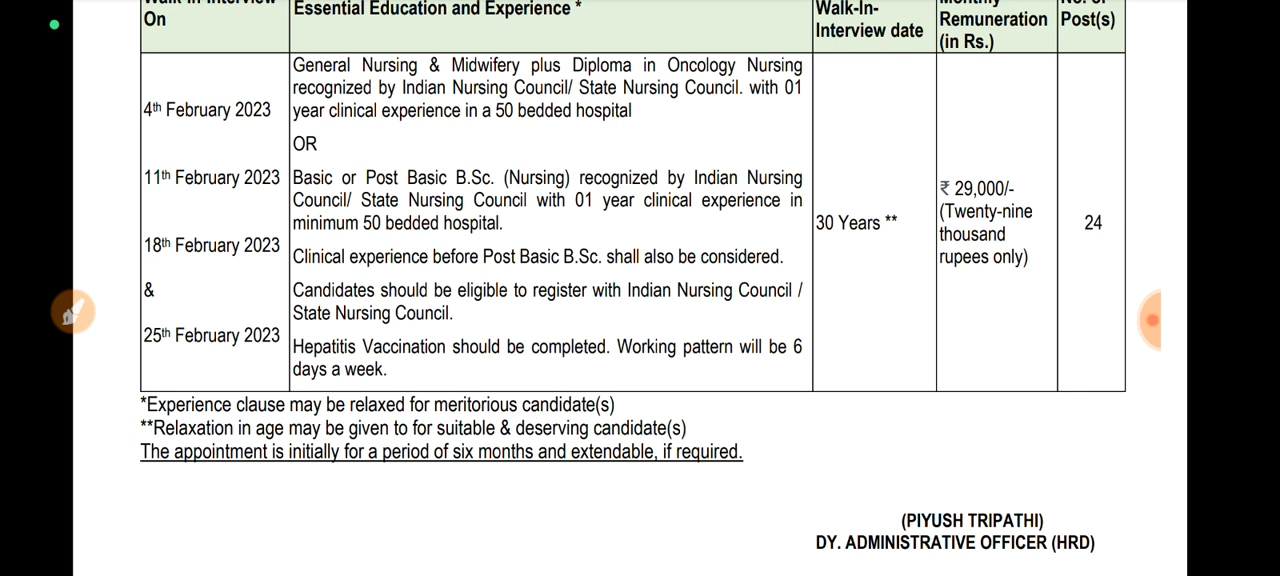 On
Essential Education and Experience *
Walk-In-
Interview date
Remuneration
(in Rs.)
Post(s)
4th February 2023
11th February 2023
18th February 2023
&
25th February 2023
General Nursing & Midwifery plus Diploma in Oncology Nursing
recognized by Indian Nursing Council/ State Nursing Council. with 01
year clinical experience in a 50 bedded hospital
OR
Basic or Post Basic B.Sc. (Nursing) recognized by Indian Nursing
Council/ State Nursing Council with 01 year clinical experience in
minimum 50 bedded hospital.
Clinical experience before Post Basic B.Sc. shall also be considered.
Candidates should be eligible to register with Indian Nursing Council /
State Nursing Council.
Hepatitis Vaccination should be completed. Working pattern will be 6
days a week.
30 Years **
₹ 29,000/-
(Twenty-nine
thousand
rupees only)
24
*Experience clause may be relaxed for meritorious candidate(s)
**Relaxation in age may be given to for suitable & deserving candidate(s)
The appointment is initially for a period of six months and extendable, if required.
(PIYUSH TRIPATHI)
DY. ADMINISTRATIVE OFFICER (HRD)